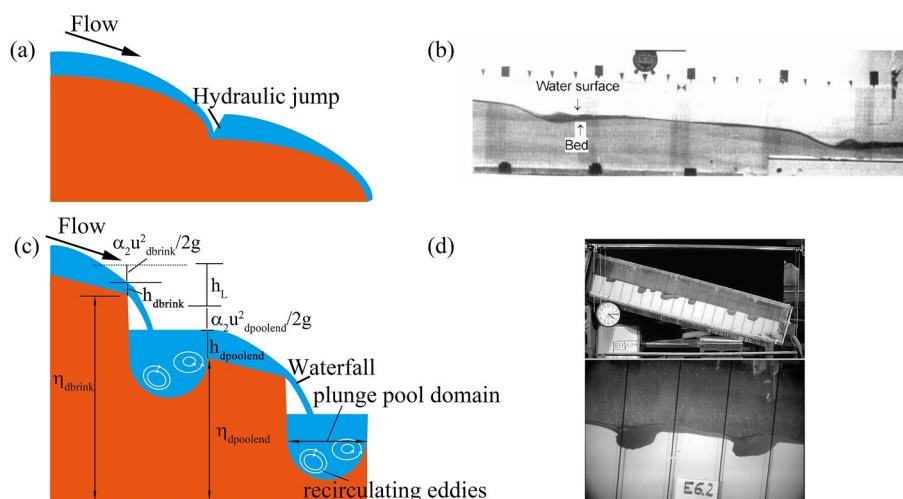 (a)
Flow
Hydraulic jump
(b)
Water surface
Bed
(c)
Flow
α₂u²dbrink/2g
hdbrink
hL
α₂u²dpoolend/2g
hdpoolend
Waterfall
plunge pool domain
ηdbrink
ηdpoolend
recirculating eddies
(d)
E6.2